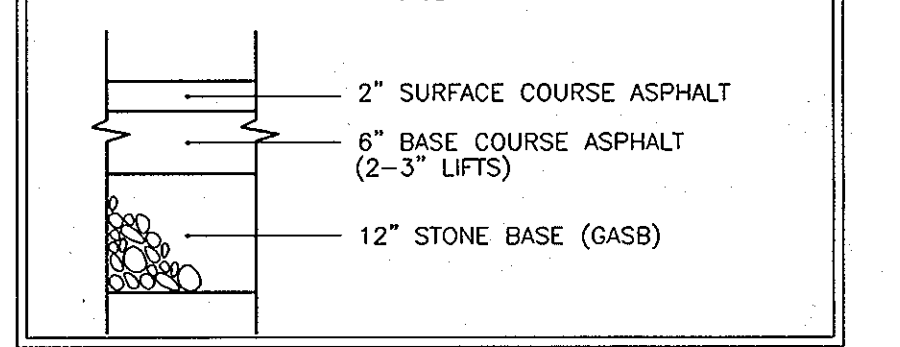 2" SURFACE COURSE ASPHALT
6" BASE COURSE ASPHALT
(2-3" LIFTS)
12" STONE BASE (GASB)